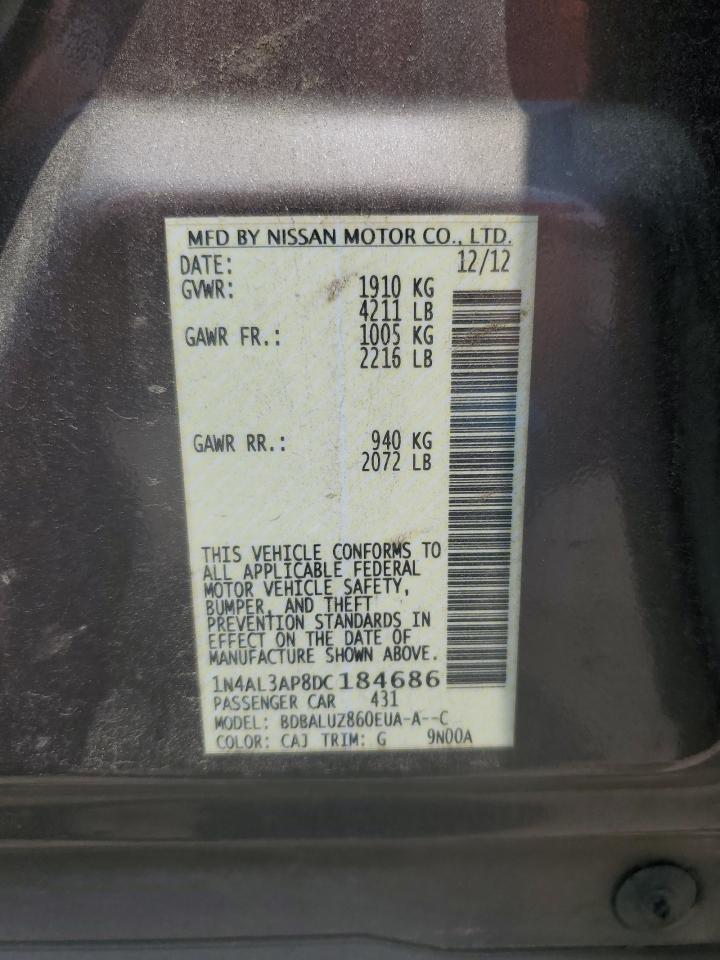 MFD BY NISSAN MOTOR CO., LTD.
DATE: 12/12
GVWR: 1910 KG
4211 LB
GAWR FR.: 1005 KG
2216 LB
GAWR RR.: 940 KG
2072 LB
THIS VEHICLE CONFORMS TO
ALL APPLICABLE FEDERAL
MOTOR VEHICLE SAFETY,
BUMPER, AND THEFT
PREVENTION STANDARDS IN
EFFECT ON THE DATE OF
MANUFACTURE SHOWN ABOVE.
1N4AL3AP8DC184686
PASSENGER CAR 431
MODEL: BDBALUZ860EUA-A--C
COLOR: CAJ TRIM: G 9N00A